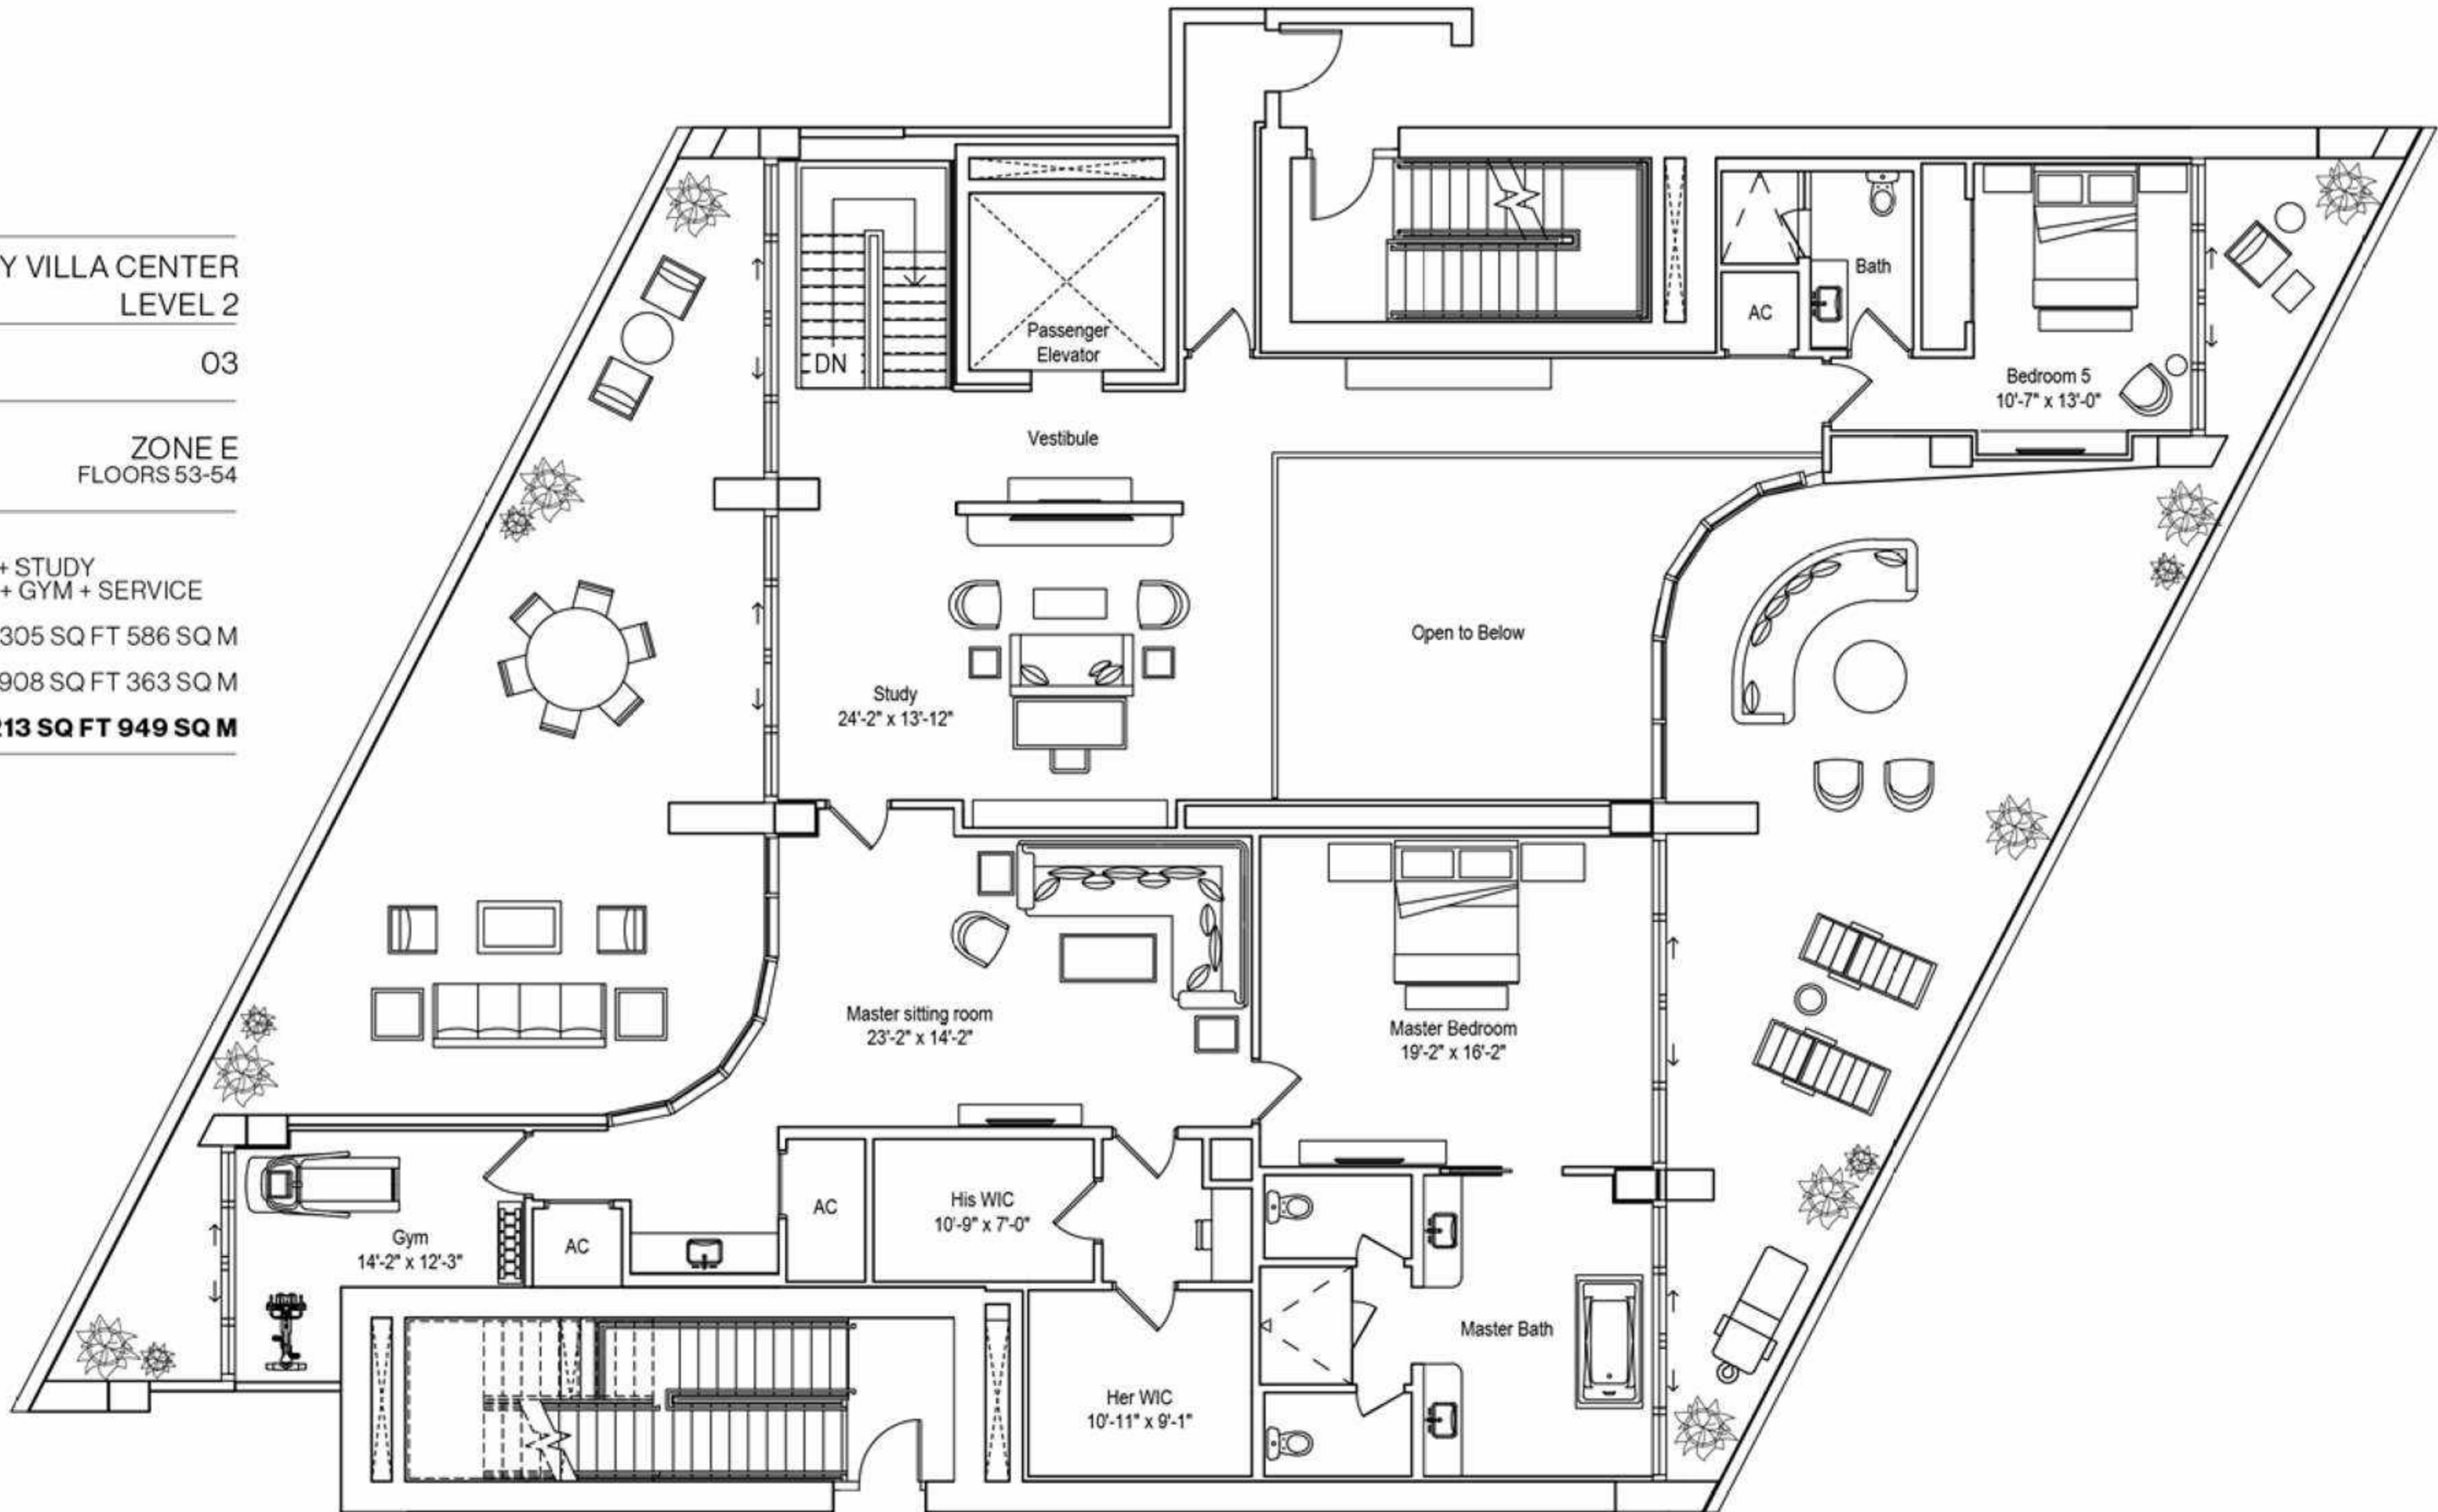 Y VILLA CENTER
LEVEL 2
03
ZONE E
FLOORS 53-54
+ STUDY
+ GYM + SERVICE
305 SQ FT 586 SQ M
908 SQ FT 363 SQ M
213 SQ FT 949 SQ M
DN
Passenger
Elevator
Vestibule
Bath
AC
Bedroom 5
10'-7" x 13'-0"
Study
24'-2" x 13'-12"
Open to Below
Master sitting room
23'-2" x 14'-2"
Master Bedroom
19'-2" x 16'-2"
Gym
14'-2" x 12'-3"
AC
AC
His WIC
10'-9" x 7'-0"
Her WIC
10'-11" x 9'-1"
Master Bath